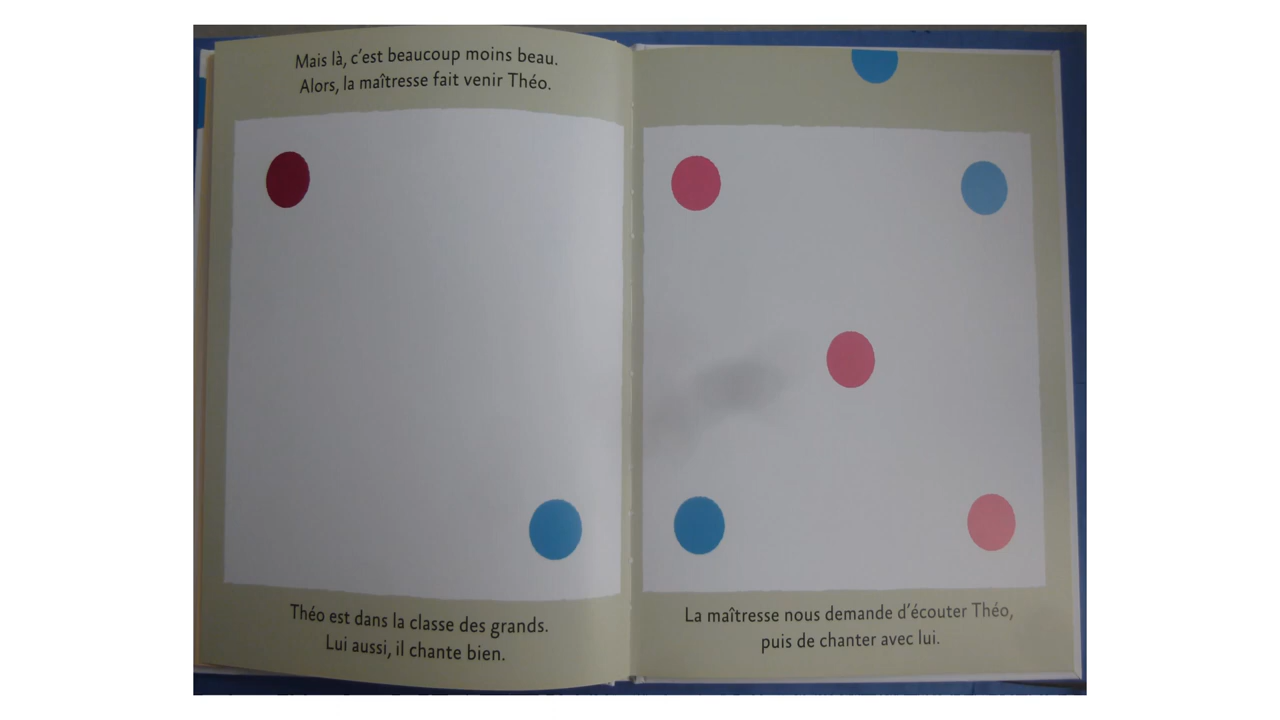 Mais là, c'est beaucoup moins beau.
Alors, la maîtresse fait venir Théo.
Théo est dans la classe des grands.
Lui aussi, il chante bien.
La maîtresse nous demande d'écouter Théo,
puis de chanter avec lui.